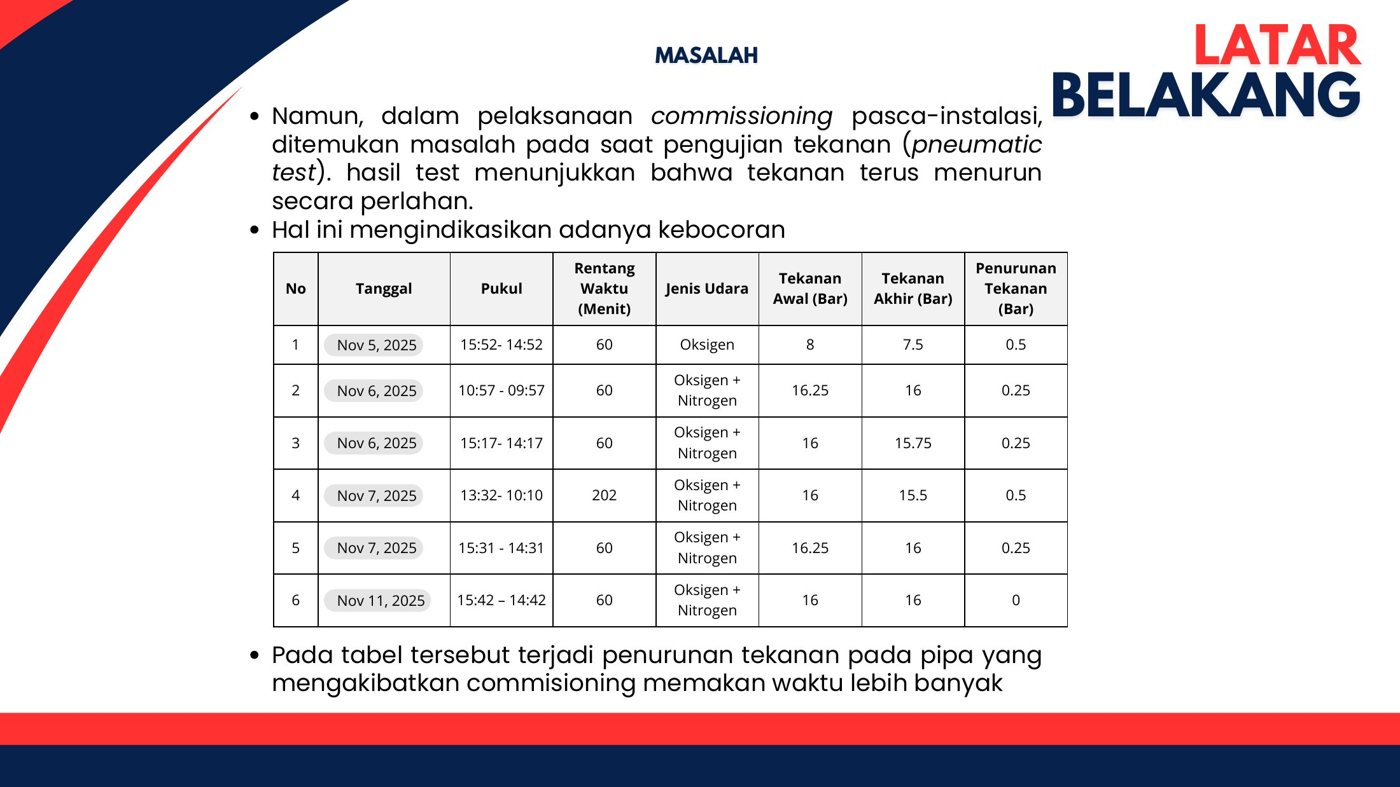 MASALAH
LATAR
BELAKANG
• Namun, dalam pelaksanaan commissioning pasca-instalasi,
ditemukan masalah pada saat pengujian tekanan (pneumatic
test). hasil test menunjukkan bahwa tekanan terus menurun
secara perlahan.
• Hal ini mengindikasikan adanya kebocoran
No Tanggal Pukul Rentang Waktu (Menit) Jenis Udara Tekanan Awal (Bar) Tekanan Akhir (Bar) Penurunan Tekanan (Bar)
1 Nov 5, 2025 15:52- 14:52 60 Oksigen 8 7.5 0.5
2 Nov 6, 2025 10:57 - 09:57 60 Oksigen + Nitrogen 16.25 16 0.25
3 Nov 6, 2025 15:17- 14:17 60 Oksigen + Nitrogen 16 15.75 0.25
4 Nov 7, 2025 13:32- 10:10 202 Oksigen + Nitrogen 16 15.5 0.5
5 Nov 7, 2025 15:31 - 14:31 60 Oksigen + Nitrogen 16.25 16 0.25
6 Nov 11, 2025 15:42 – 14:42 60 Oksigen + Nitrogen 16 16 0
• Pada tabel tersebut terjadi penurunan tekanan pada pipa yang
mengakibatkan commisioning memakan waktu lebih banyak